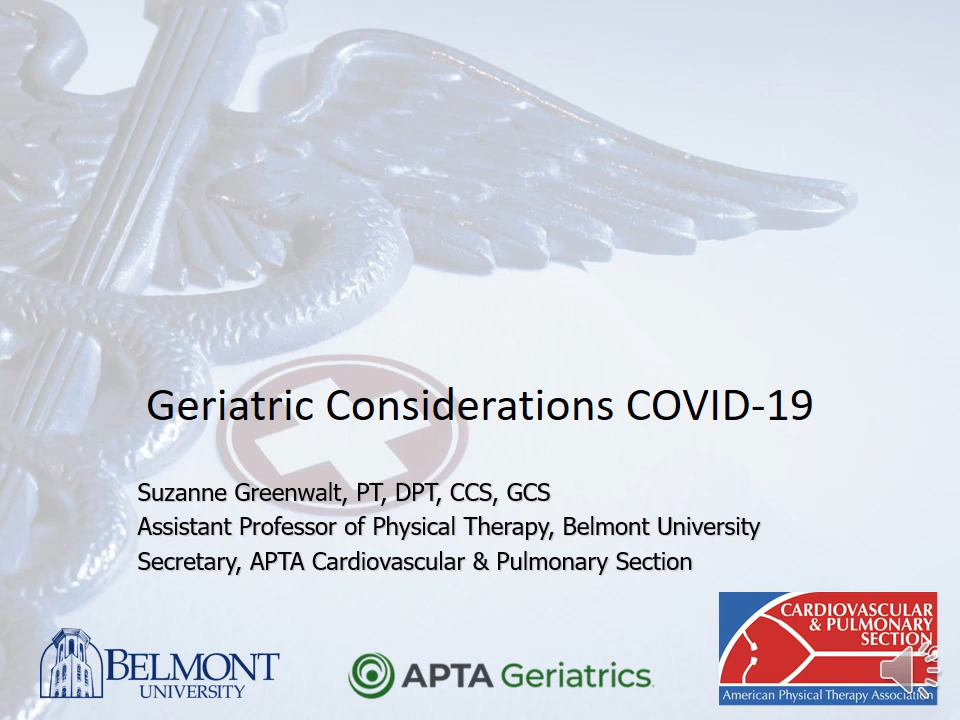 Geriatric Considerations COVID-19
Suzanne Greenwalt, PT, DPT, CCS, GCS
Assistant Professor of Physical Therapy, Belmont University
Secretary, APTA Cardiovascular & Pulmonary Section
BELMONT
UNIVERSITY
APTA Geriatrics.
CARDIOVASCULAR
& PULMONARY
SECTION
American Physical Therapy Association